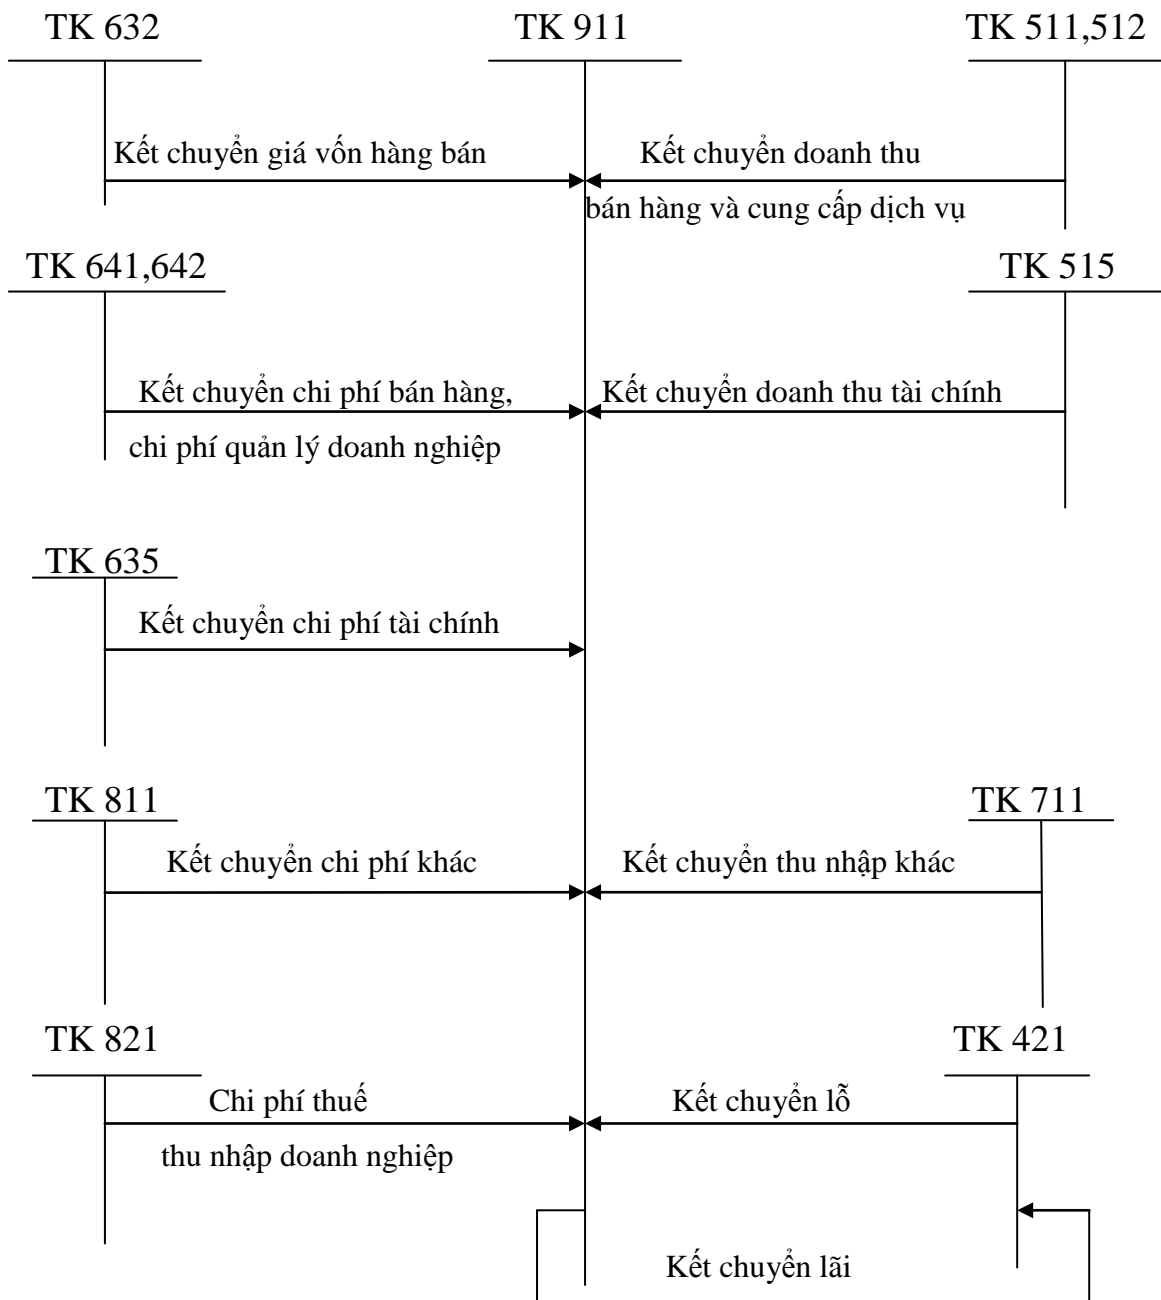 TK 632
TK 911
TK 511,512
Kết chuyển giá vốn hàng bán
Kết chuyển doanh thu
bán hàng và cung cấp dịch vụ
TK 641,642
TK 515
Kết chuyển chi phí bán hàng,
Kết chuyển doanh thu tài chính
chi phí quản lý doanh nghiệp
TK 635
Kết chuyển chi phí tài chính
TK 811
TK 711
Kết chuyển chi phí khác
Kết chuyển thu nhập khác
TK 821
TK 421
Chi phí thuế
Kết chuyển lỗ
thu nhập doanh nghiệp
Kết chuyển lãi